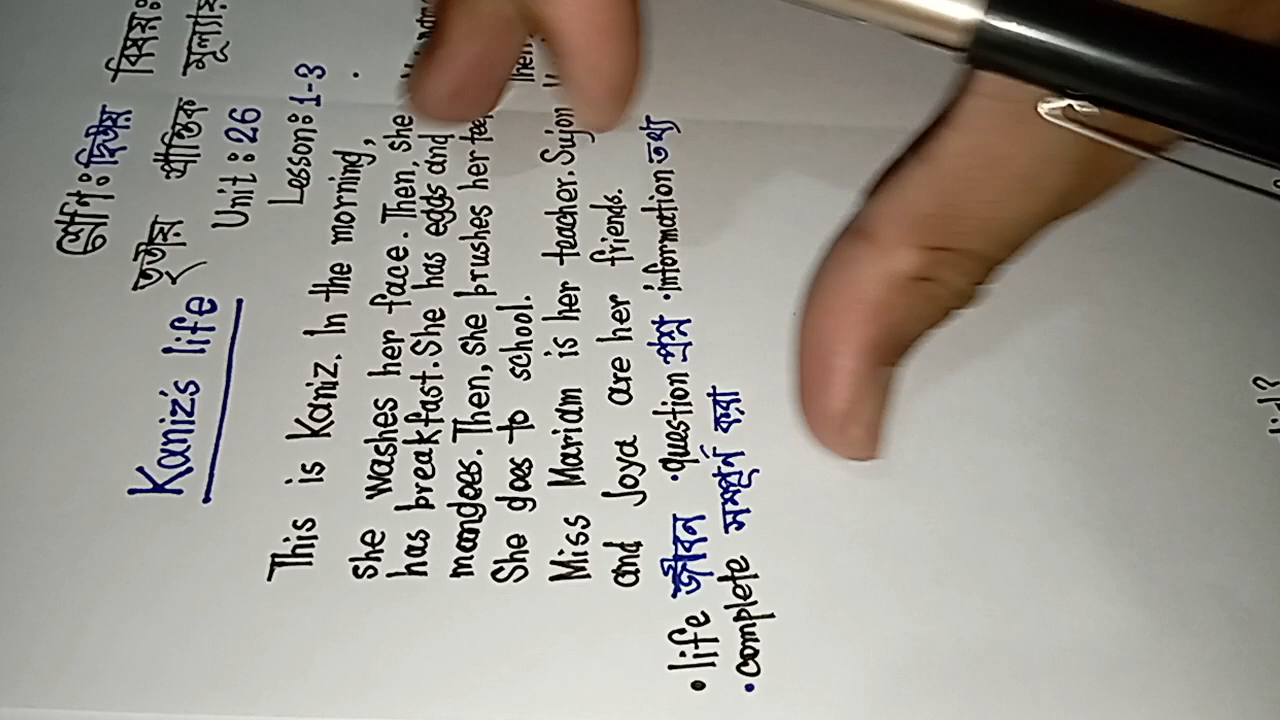 শ্রেণি: দ্বিতীয় বিষয়:
তৃতীয় প্রান্তিক মূল্যায়
Unit: 26
Kaniz's life
Lesson: 1-3
This is Kaniz. In the morning,
she washes her face. Then, she
has breakfast. She has eggs and
mangoes. Then, she brushes her
She goes to school.
Miss Mariam is her teacher. Sujon
and Joya are her friends.
• life জীবন • question প্রশ্ন • information তথ্য
• complete সম্পূর্ন করা